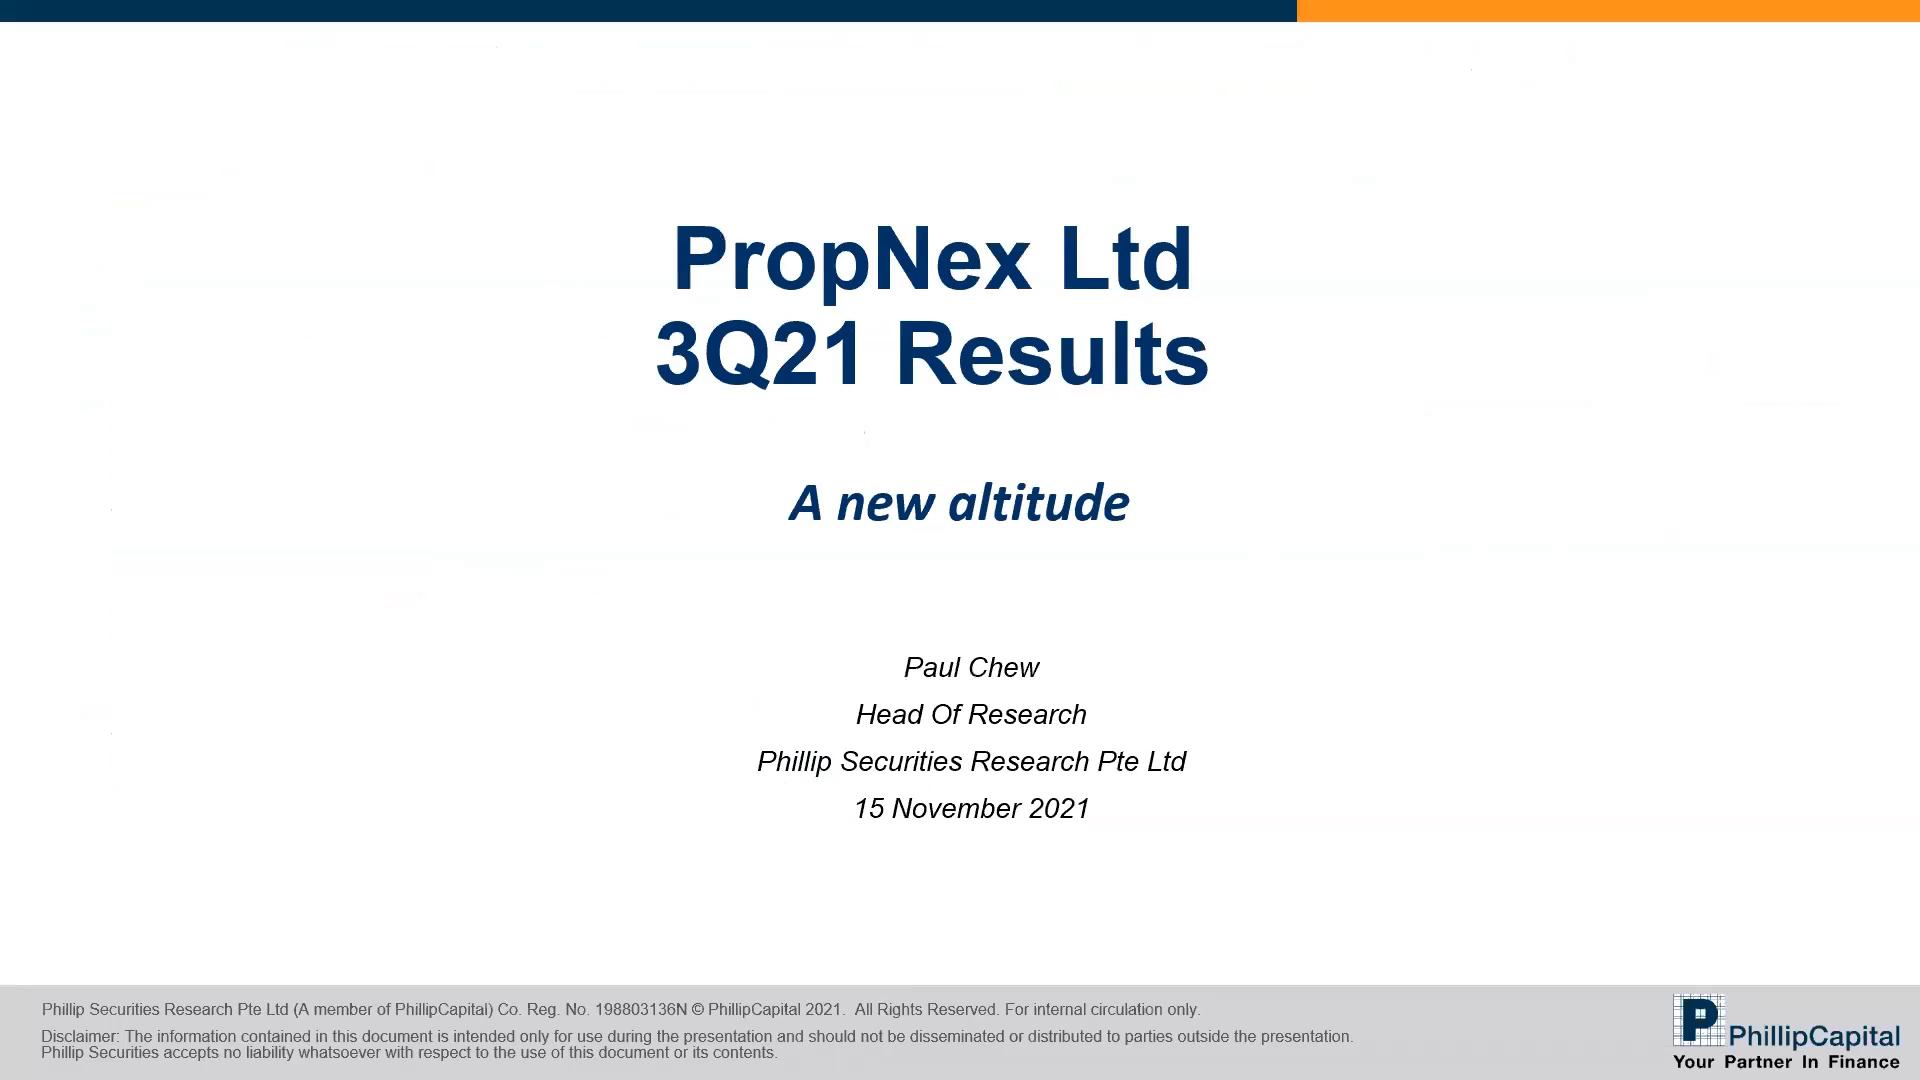 PropNex Ltd
3Q21 Results
A new altitude
Paul Chew
Head Of Research
Phillip Securities Research Pte Ltd
15 November 2021
Phillip Securities Research Pte Ltd (A member of PhillipCapital) Co. Reg. No. 198803136N © PhillipCapital 2021.  All Rights Reserved. For internal circulation only.
Disclaimer: The information contained in this document is intended only for use during the presentation and should not be disseminated or distributed to parties outside the presentation.
Phillip Securities accepts no liability whatsoever with respect to the use of this document or its contents.
P PhillipCapital
Your Partner In Finance